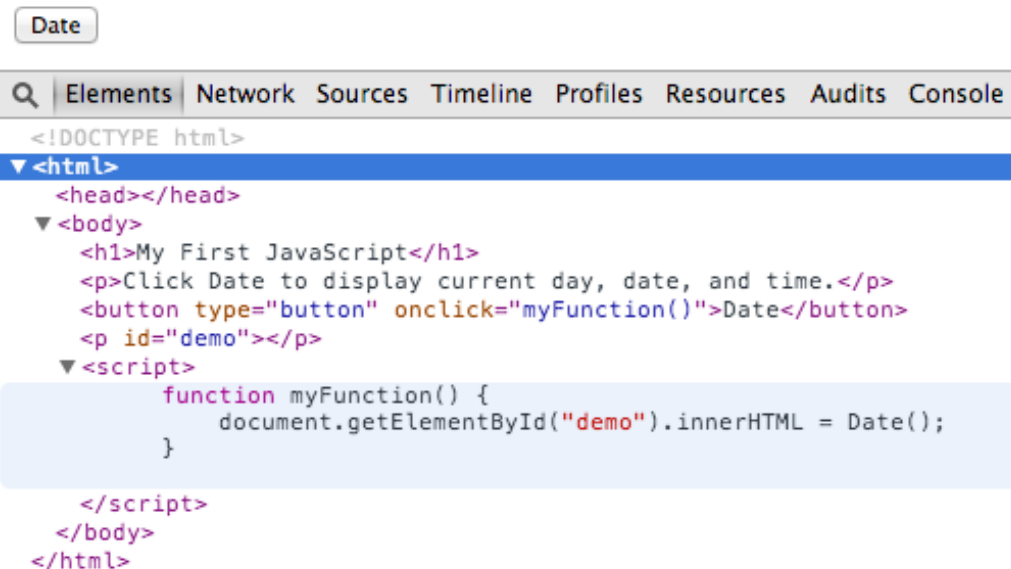 Date
Elements Network Sources Timeline Profiles Resources Audits Console
<!DOCTYPE html>
<html>
<head></head>
<body>
<h1>My First JavaScript</h1>
<p>Click Date to display current day, date, and time.</p>
<button type="button" onclick="myFunction()">Date</button>
<p id="demo"></p>
<script>
function myFunction() {
document.getElementById("demo").innerHTML = Date();
}
</script>
</body>
</html>